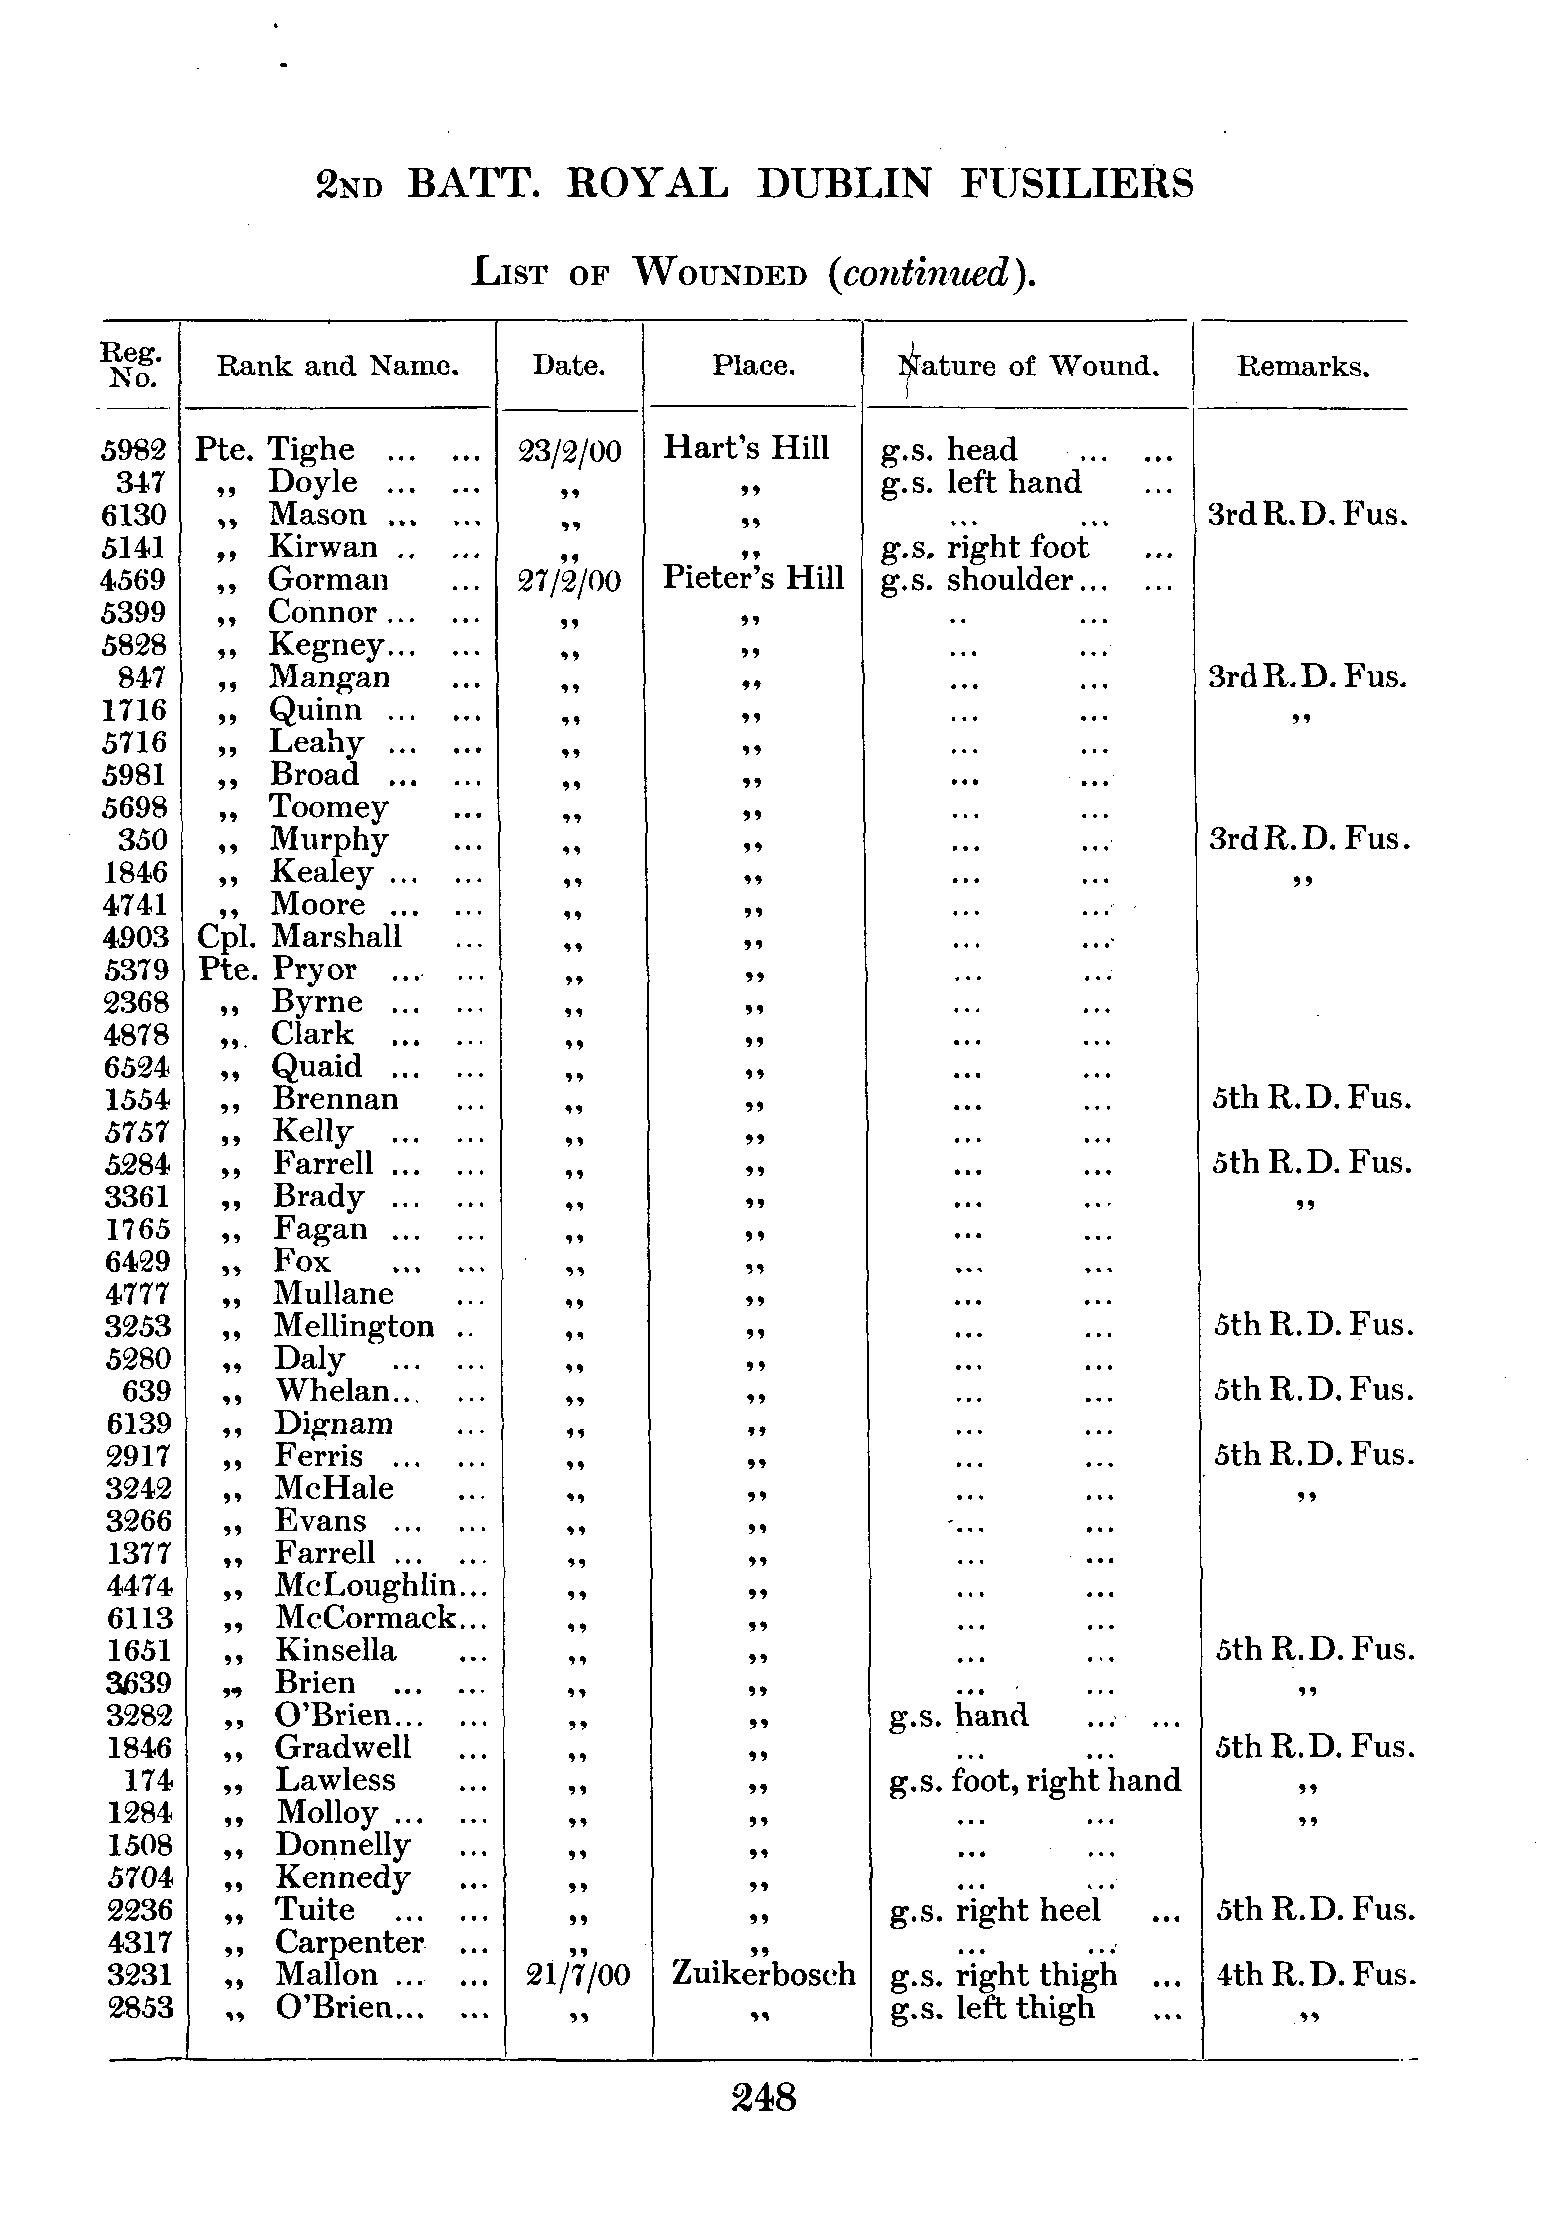 2ND BATT. ROYAL DUBLIN FUSILIERS
LIST OF WOUNDED (continued).
Reg. No. Rank and Name. Date. Place. Nature of Wound. Remarks.
5982 Pte. Tighe ... ... 23/2/00 Hart's Hill g.s. head ... ...
347 ,, Doyle ... ... ,, ,, g.s. left hand ...
6130 ,, Mason ... ... ,, ,, ... ... 3rd R.D. Fus.
5141 ,, Kirwan .. ... ,, ,, g.s. right foot ...
4569 ,, Gorman ... 27/2/00 Pieter's Hill g.s. shoulder... ...
5399 ,, Connor... ... ,, ,, .. ...
5828 ,, Kegney... ... ,, ,, ... ...
847 ,, Mangan ... ,, ,, ... ... 3rd R.D. Fus.
1716 ,, Quinn ... ... ,, ,, ... ... ,,
5716 ,, Leahy ... ... ,, ,, ... ...
5981 ,, Broad ... ... ,, ,, ... ...
5698 ,, Toomey ... ,, ,, ... ...
350 ,, Murphy ... ,, ,, ... ... 3rd R.D. Fus.
1846 ,, Kealey ... ... ,, ,, ... ... ,,
4741 ,, Moore ... ... ,, ,, ... ...
4903 Cpl. Marshall ... ,, ,, ... ...
5379 Pte. Pryor ... ... ,, ,, ... ...
2368 ,, Byrne ... ... ,, ,, ... ...
4878 ,, Clark ... ... ,, ,, ... ...
6524 ,, Quaid ... ... ,, ,, ... ...
1554 ,, Brennan ... ,, ,, ... ... 5th R.D. Fus.
5757 ,, Kelly ... ... ,, ,, ... ...
5284 ,, Farrell ... ... ,, ,, ... ... 5th R.D. Fus.
3361 ,, Brady ... ... ,, ,, ... ... ,,
1765 ,, Fagan ... ... ,, ,, ... ...
6429 ,, Fox ... ... ,, ,, ... ...
4777 ,, Mullane ... ,, ,, ... ...
3253 ,, Mellington .. ,, ,, ... ... 5th R.D. Fus.
5280 ,, Daly ... ... ,, ,, ... ...
639 ,, Whelan... ... ,, ,, ... ... 5th R.D. Fus.
6139 ,, Dignam ... ,, ,, ... ...
2917 ,, Ferris ... ... ,, ,, ... ... 5th R.D. Fus.
3242 ,, McHale ... ,, ,, ... ... ,,
3266 ,, Evans ... ... ,, ,, ... ...
1377 ,, Farrell ... ... ,, ,, ... ...
4474 ,, McLoughlin... ,, ,, ... ...
6113 ,, McCormack... ,, ,, ... ...
1651 ,, Kinsella ... ,, ,, ... ... 5th R.D. Fus.
3639 ,, Brien ... ... ,, ,, ... ... ,,
3282 ,, O'Brien... ... ,, ,, g.s. hand ... ...
1846 ,, Gradwell ... ,, ,, ... ... 5th R.D. Fus.
174 ,, Lawless ... ,, ,, g.s. foot, right hand ,,
1284 ,, Molloy ... ... ,, ,, ... ... ,,
1508 ,, Donnelly ... ,, ,, ... ...
5704 ,, Kennedy ... ,, ,, ... ...
2236 ,, Tuite ... ... ,, ,, g.s. right heel ... 5th R.D. Fus.
4317 ,, Carpenter ... ,, ,, ... ...
3231 ,, Mallon ... ... 21/7/00 Zuikerbosch g.s. right thigh ... 4th R.D. Fus.
2853 ,, O'Brien... ... ,, ,, g.s. left thigh ... ,,
248